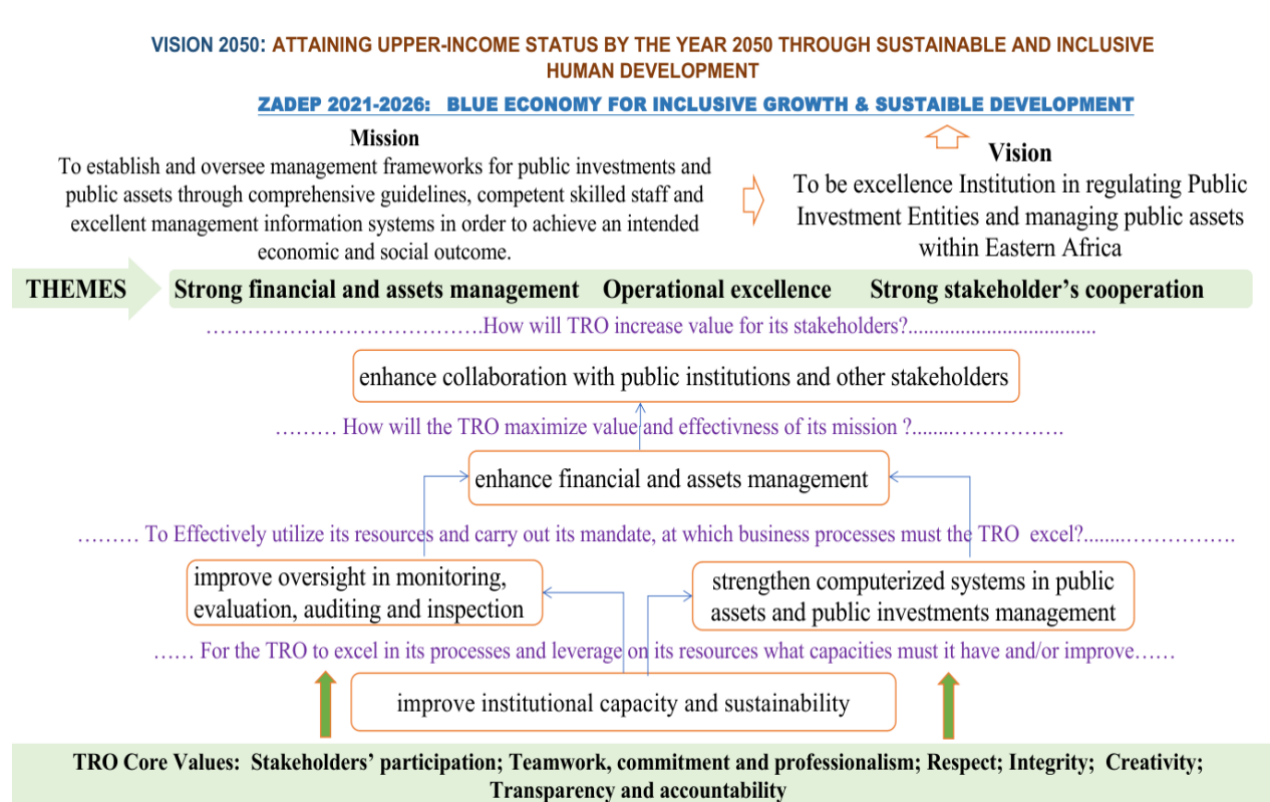 VISION 2050: ATTAINING UPPER-INCOME STATUS BY THE YEAR 2050 THROUGH SUSTAINABLE AND INCLUSIVE
HUMAN DEVELOPMENT
ZADEP 2021-2026: BLUE ECONOMY FOR INCLUSIVE GROWTH & SUSTAIBLE DEVELOPMENT
Mission
To establish and oversee management frameworks for public investments and
public assets through comprehensive guidelines, competent skilled staff and
excellent management information systems in order to achieve an intended
economic and social outcome.
Vision
To be excellence Institution in regulating Public
Investment Entities and managing public assets
within Eastern Africa
THEMES Strong financial and assets management Operational excellence Strong stakeholder's cooperation
………………………………….How will TRO increase value for its stakeholders?....................................
enhance collaboration with public institutions and other stakeholders
……… How will the TRO maximize value and effectivness of its mission ?........…………….
enhance financial and assets management
……… To Effectively utilize its resources and carry out its mandate, at which business processes must the TRO excel?.......…………….
improve oversight in monitoring,
evaluation, auditing and inspection
strengthen computerized systems in public
assets and public investments management
…… For the TRO to excel in its processes and leverage on its resources what capacities must it have and/or improve……
improve institutional capacity and sustainability
TRO Core Values: Stakeholders' participation; Teamwork, commitment and professionalism; Respect; Integrity; Creativity;
Transparency and accountability